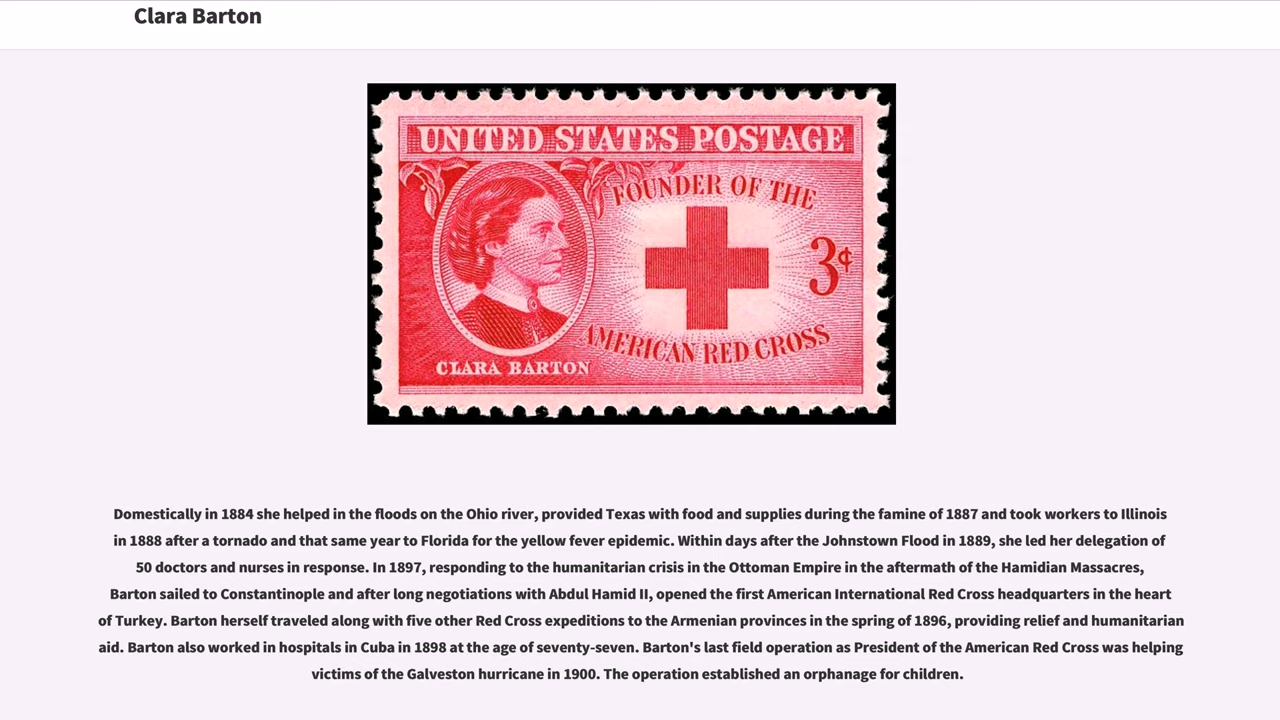 Clara Barton
UNITED STATES POSTAGE
FOUNDER OF THE
3¢
AMERICAN RED CROSS
CLARA BARTON
Domestically in 1884 she helped in the floods on the Ohio river, provided Texas with food and supplies during the famine of 1887 and took workers to Illinois
in 1888 after a tornado and that same year to Florida for the yellow fever epidemic. Within days after the Johnstown Flood in 1889, she led her delegation of
50 doctors and nurses in response. In 1897, responding to the humanitarian crisis in the Ottoman Empire in the aftermath of the Hamidian Massacres,
Barton sailed to Constantinople and after long negotiations with Abdul Hamid II, opened the first American International Red Cross headquarters in the heart
of Turkey. Barton herself traveled along with five other Red Cross expeditions to the Armenian provinces in the spring of 1896, providing relief and humanitarian
aid. Barton also worked in hospitals in Cuba in 1898 at the age of seventy-seven. Barton's last field operation as President of the American Red Cross was helping
victims of the Galveston hurricane in 1900. The operation established an orphanage for children.